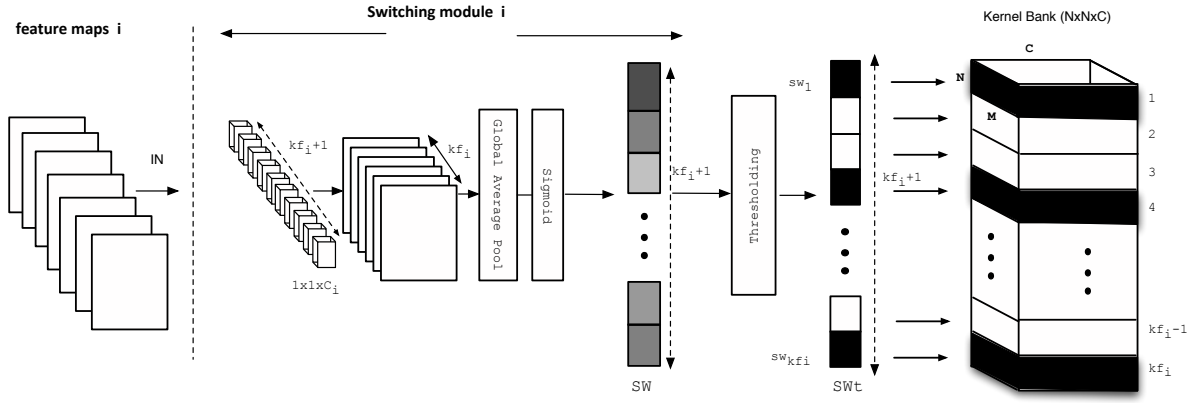 feature maps i
IN
Switching module i
kf_i+1
1x1xC_i
kf_i
Global Average Pool
Sigmoid
kf_i+1
SW
Thresholding
sw_1
kf_i+1
sw_kfi
SWt
Kernel Bank (NxNxC)
C
N
M
1
2
3
4
kf_i-1
kf_i